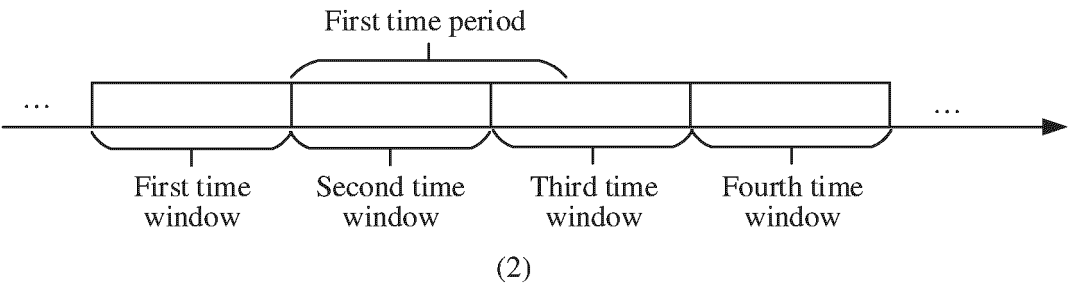 First time period
… …
First time Second time Third time Fourth time
window window window window
(2)